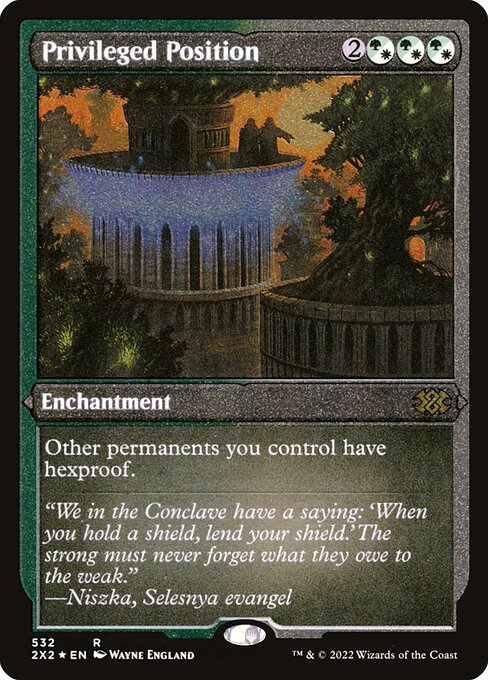 Privileged Position 2
Enchantment
Other permanents you control have
hexproof.
“We in the Conclave have a saying: ‘When
you hold a shield, lend your shield.’ The
strong must never forget what they owe to
the weak.”
—Niszka, Selesnya evangel
532 R
2X2 ★ EN Wayne England
™ & © 2022 Wizards of the Coast